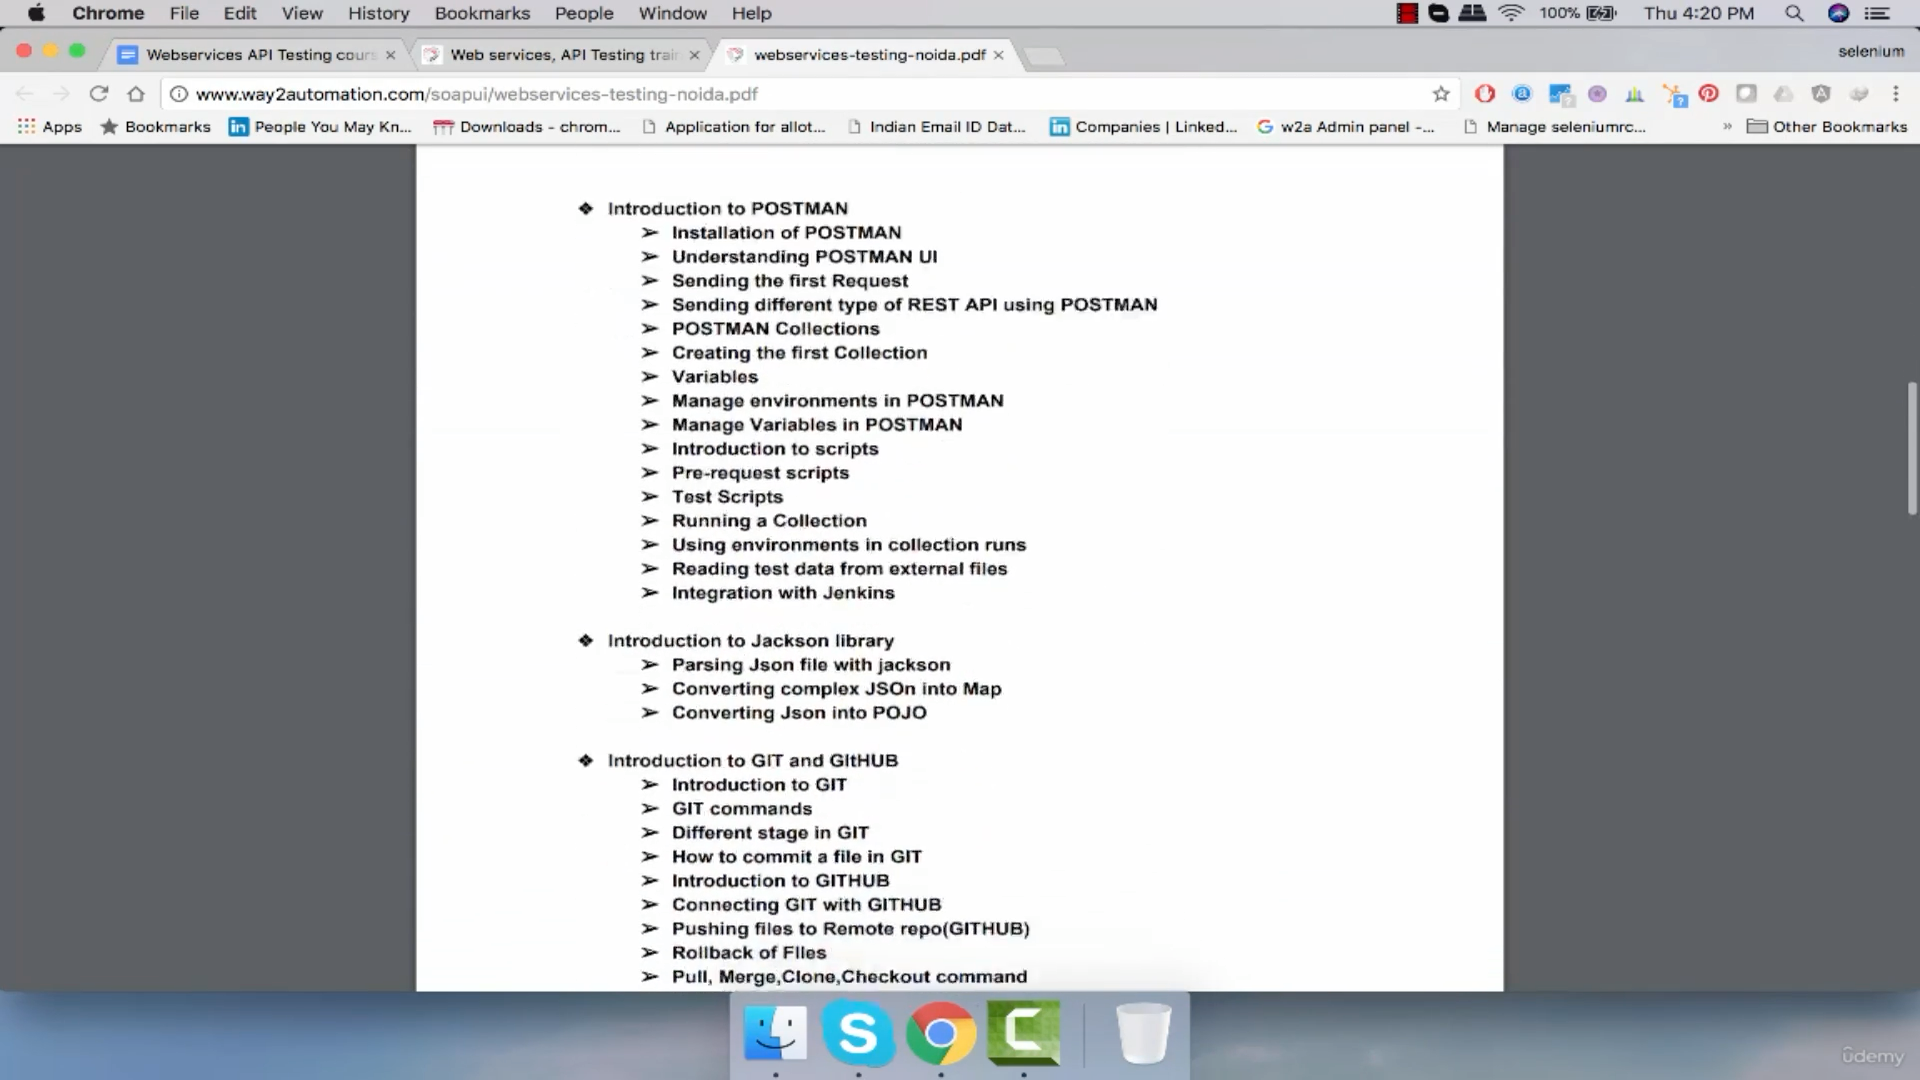 Chrome File Edit View History Bookmarks People Window Help 100% Thu 4:20 PM
Webservices API Testing cours Web services, API Testing train webservices-testing-noida.pdf selenium
www.way2automation.com/soapui/webservices-testing-noida.pdf
Apps Bookmarks People You May Kn... Downloads - chrom... Application for allot... Indian Email ID Dat... Companies | Linked... w2a Admin panel -... Manage seleniumrc... » Other Bookmarks
❖ Introduction to POSTMAN
➢ Installation of POSTMAN
➢ Understanding POSTMAN UI
➢ Sending the first Request
➢ Sending different type of REST API using POSTMAN
➢ POSTMAN Collections
➢ Creating the first Collection
➢ Variables
➢ Manage environments in POSTMAN
➢ Manage Variables in POSTMAN
➢ Introduction to scripts
➢ Pre-request scripts
➢ Test Scripts
➢ Running a Collection
➢ Using environments in collection runs
➢ Reading test data from external files
➢ Integration with Jenkins
❖ Introduction to Jackson library
➢ Parsing Json file with jackson
➢ Converting complex JSOn into Map
➢ Converting Json into POJO
❖ Introduction to GIT and GItHUB
➢ Introduction to GIT
➢ GIT commands
➢ Different stage in GIT
➢ How to commit a file in GIT
➢ Introduction to GITHUB
➢ Connecting GIT with GITHUB
➢ Pushing files to Remote repo(GITHUB)
➢ Rollback of FIles
➢ Pull, Merge,Clone,Checkout command
ûdemy